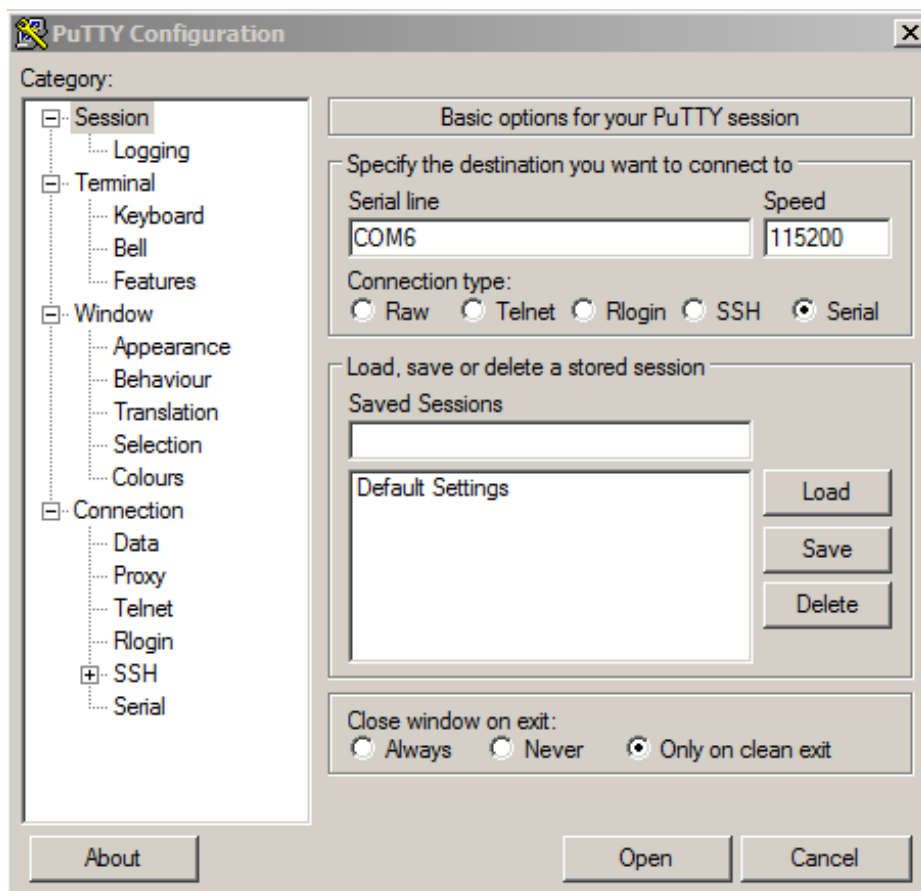 PuTTY Configuration
Category:
Session
Logging
Terminal
Keyboard
Bell
Features
Window
Appearance
Behaviour
Translation
Selection
Colours
Connection
Data
Proxy
Telnet
Rlogin
SSH
Serial
Basic options for your PuTTY session
Specify the destination you want to connect to
Serial line Speed
COM6 115200
Connection type:
Raw Telnet Rlogin SSH Serial
Load, save or delete a stored session
Saved Sessions
Default Settings
Load
Save
Delete
Close window on exit:
Always Never Only on clean exit
About Open Cancel